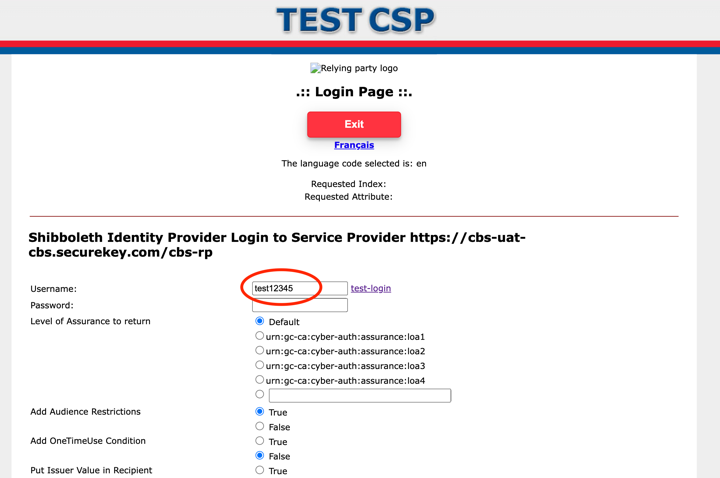 TEST CSP
Relying party logo
.:: Login Page ::.
Exit
Français
The language code selected is: en
Requested Index:
Requested Attribute:
Shibboleth Identity Provider Login to Service Provider https://cbs-uat-
cbs.securekey.com/cbs-rp
Username: test12345 test-login
Password:
Level of Assurance to return Default
urn:gc-ca:cyber-auth:assurance:loa1
urn:gc-ca:cyber-auth:assurance:loa2
urn:gc-ca:cyber-auth:assurance:loa3
urn:gc-ca:cyber-auth:assurance:loa4
Add Audience Restrictions True
False
Add OneTimeUse Condition True
False
Put Issuer Value in Recipient True